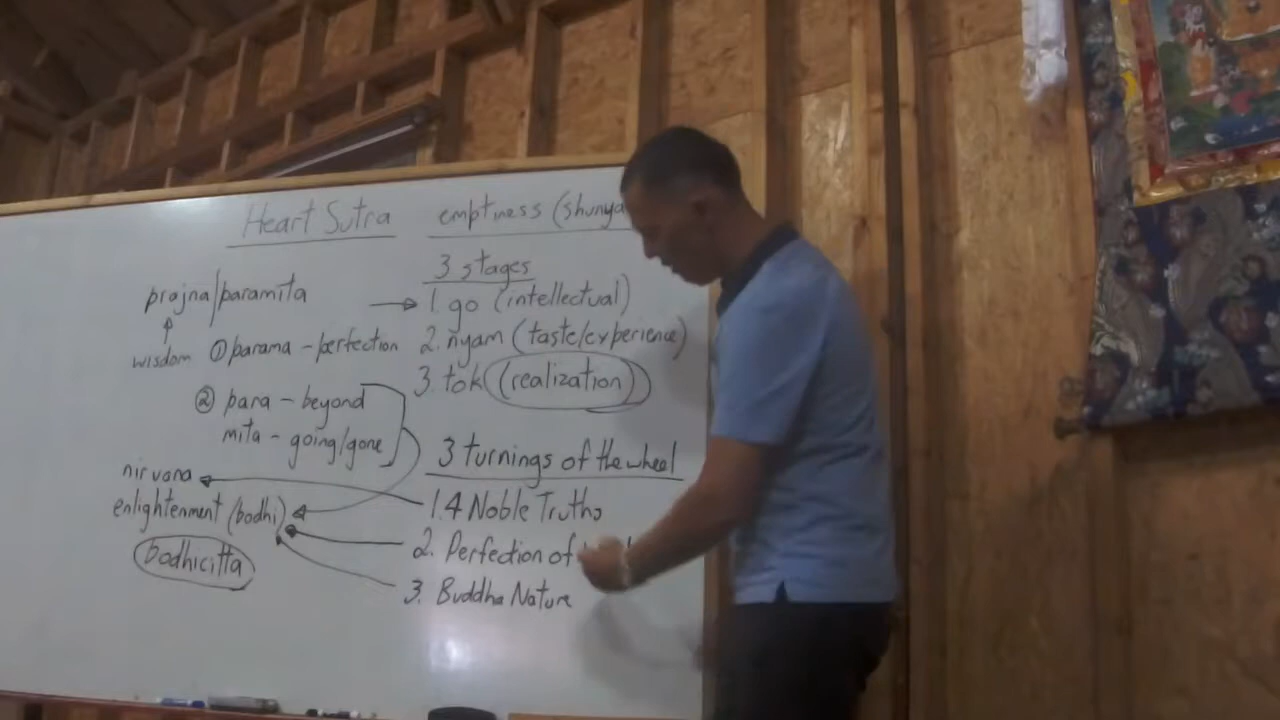 Heart Sutra
prajna/paramita
wisdom ① parama - perfection
② para - beyond
mita - going/gone
nirvana
enlightenment (bodhi)
bodhicitta
emptiness (shunya
3 stages
1. go (intellectual)
2. nyam (taste/experience)
3 tok (realization)
3 turnings of the wheel
1. 4 Noble Truths
2. Perfection of
3. Buddha Nature